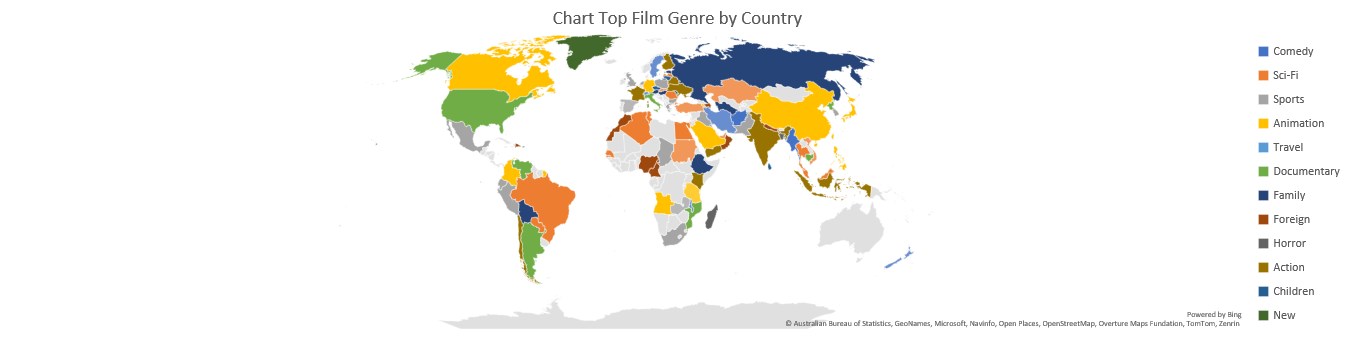 Chart Top Film Genre by Country
Comedy
Sci-Fi
Sports
Animation
Travel
Documentary
Family
Foreign
Horror
Action
Children
New
Powered by Bing
© Australian Bureau of Statistics, GeoNames, Microsoft, Navinfo, Open Places, OpenStreetMap, Overture Maps Fundation, TomTom, Zenrin